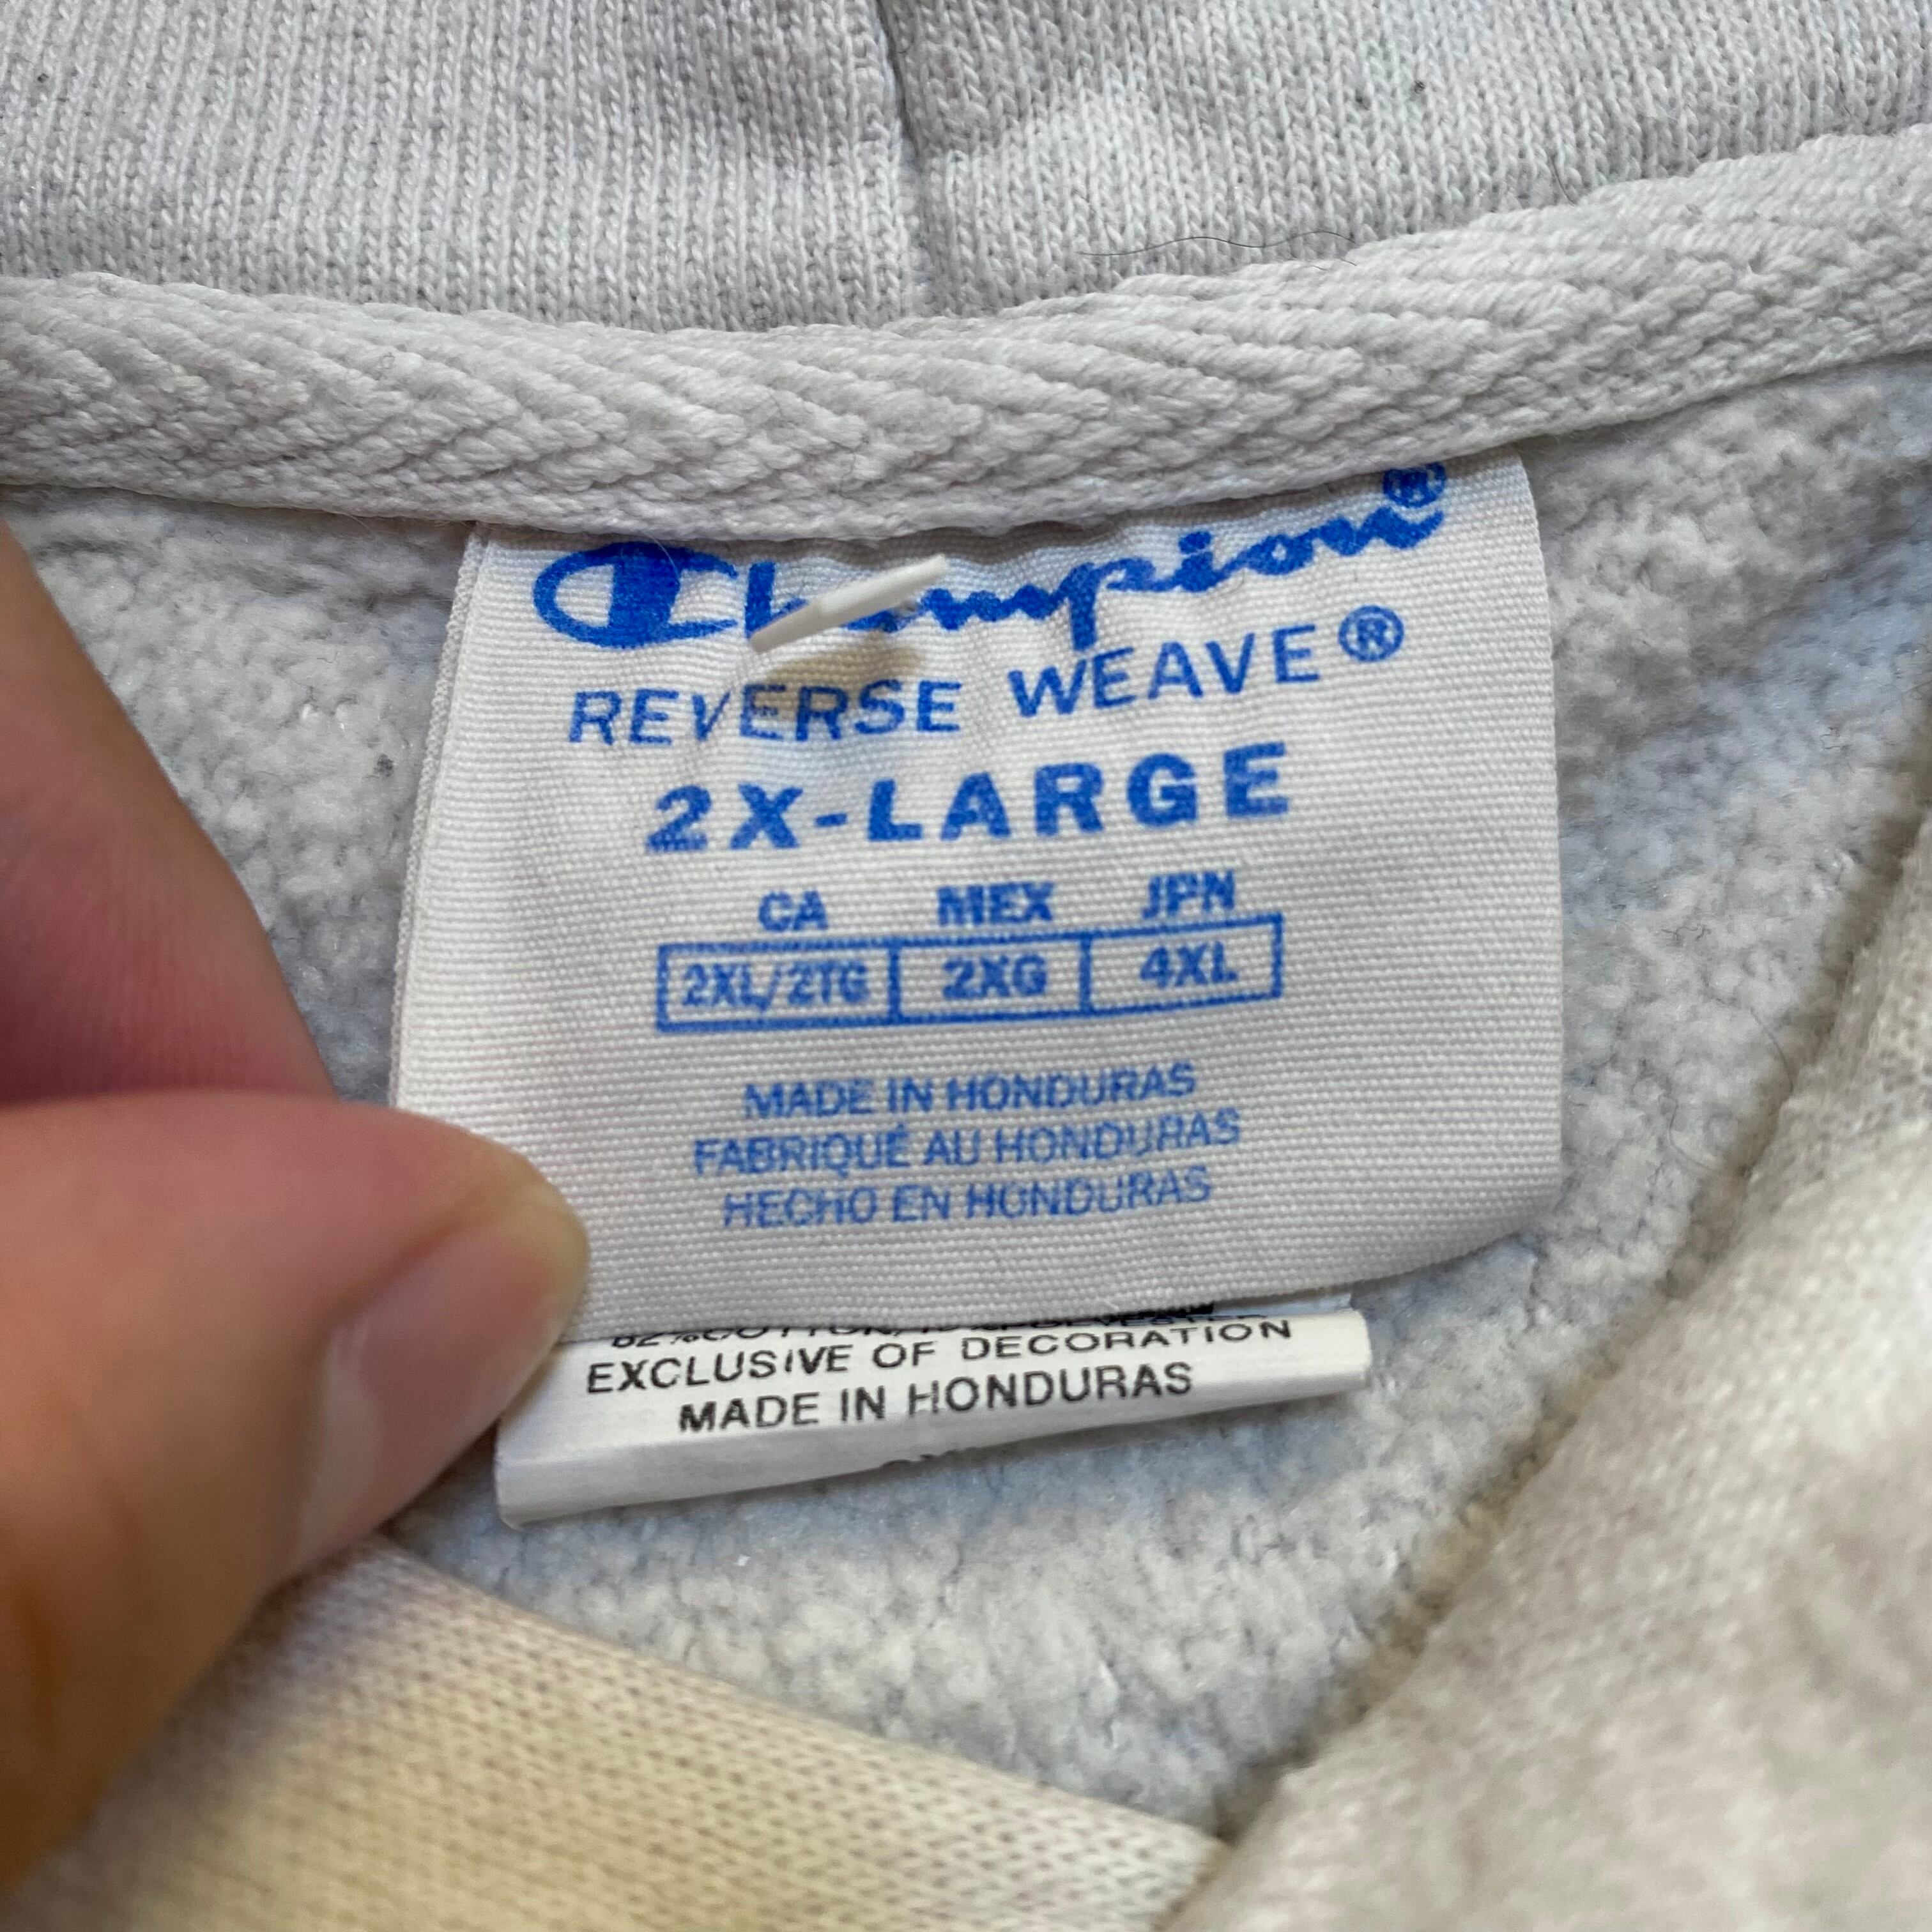 Champion®
REVERSE WEAVE®
2X-LARGE
CA MEX JPN
2XL/2TG 2XG 4XL
MADE IN HONDURAS
FABRIQUÉ AU HONDURAS
HECHO EN HONDURAS
EXCLUSIVE OF DECORATION
MADE IN HONDURAS